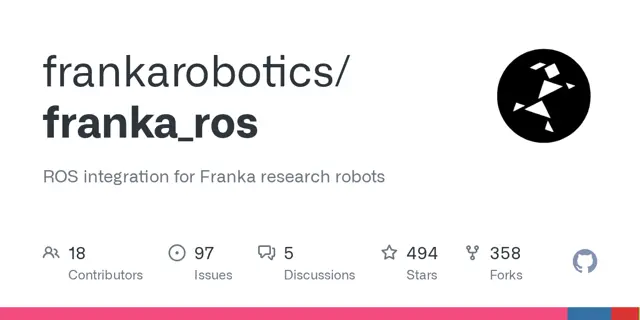 frankarobotics/
franka_ros
ROS integration for Franka research robots
18 97 5 494 358
Contributors Issues Discussions Stars Forks